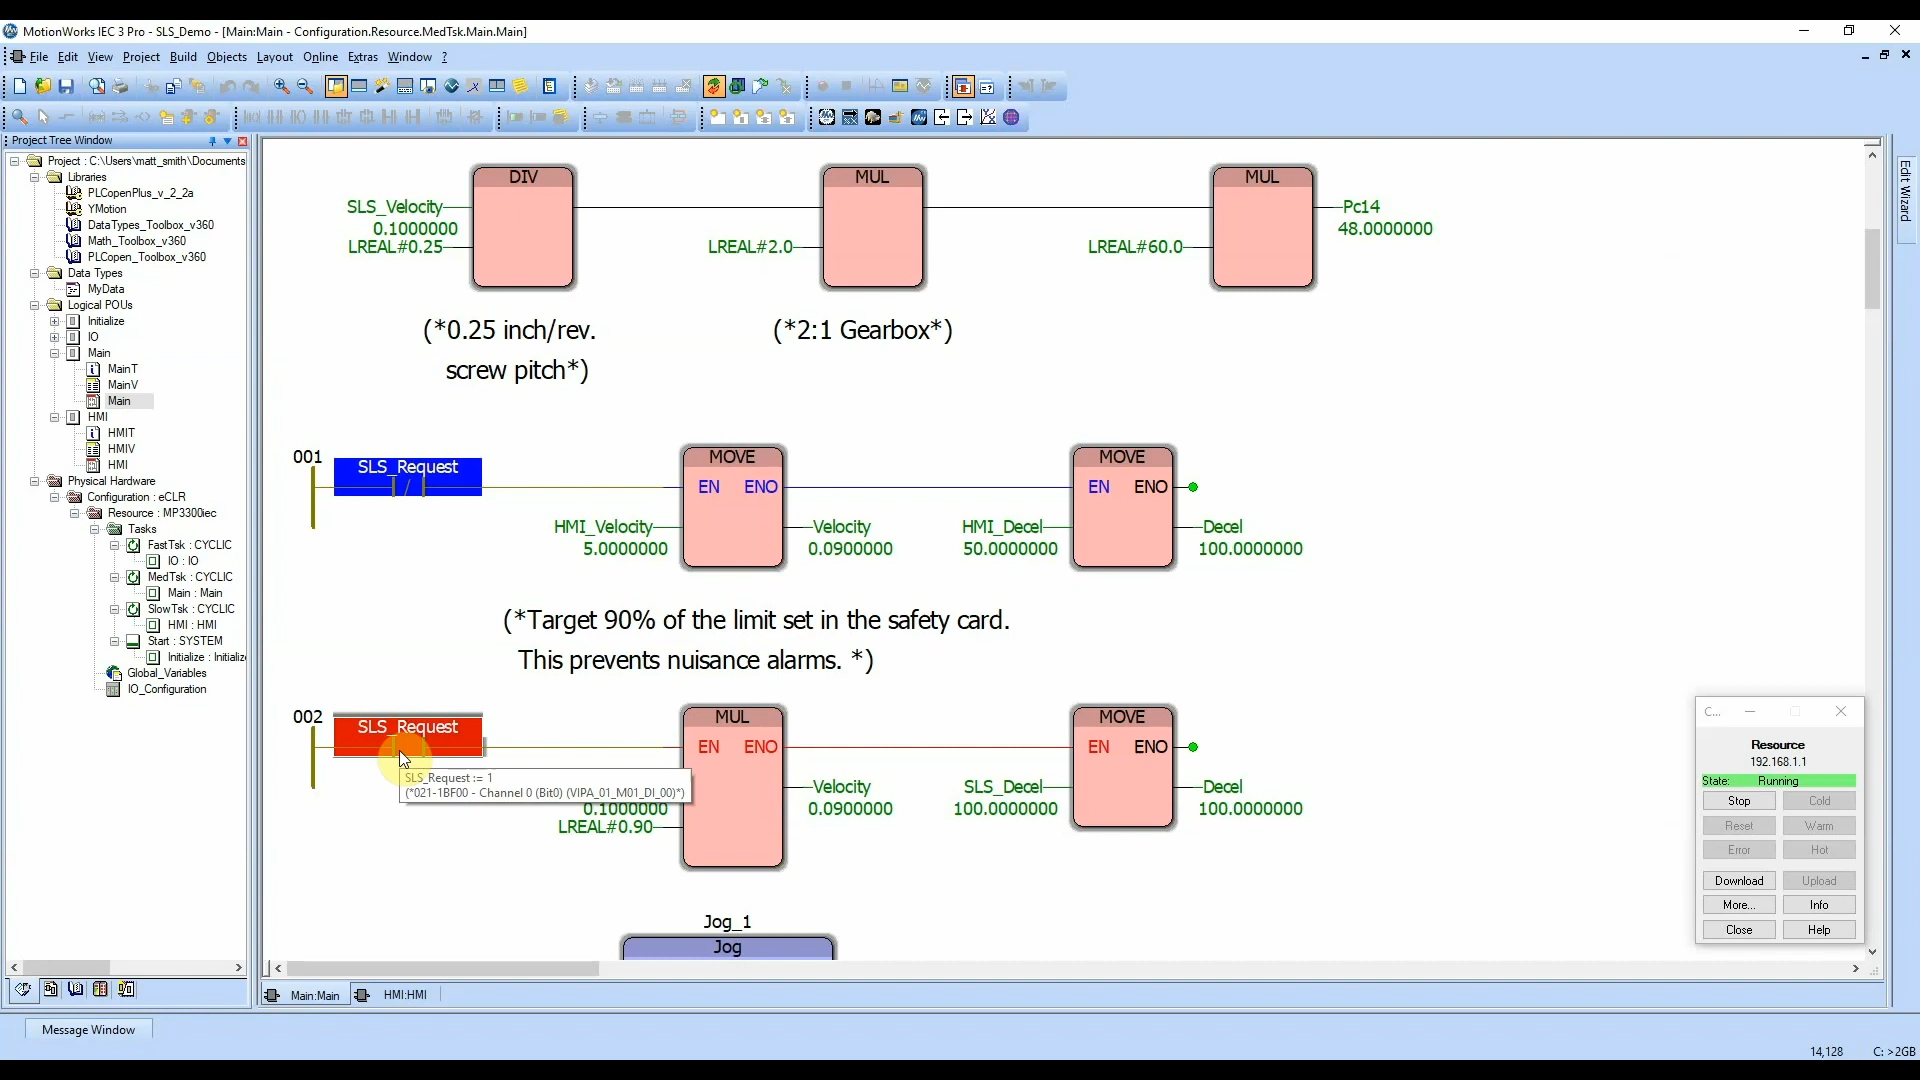 MotionWorks IEC 3 Pro - SLS_Demo - [Main:Main - Configuration.Resource.MedTsk.Main.Main]
File Edit View Project Build Objects Layout Online Extras Window ?
Project Tree Window
Project : C:\Users\matt_smith\Documents
Libraries
PLCopenPlus_v_2_2a
YMotion
DataTypes_Toolbox_v360
Math_Toolbox_v360
PLCopen_Toolbox_v360
Data Types
MyData
Logical POUs
Initialize
IO
Main
MainT
MainV
Main
HMI
HMIT
HMIV
HMI
Physical Hardware
Configuration : eCLR
Resource : MP3300iec
Tasks
FastTsk : CYCLIC
IO : IO
MedTsk : CYCLIC
Main : Main
SlowTsk : CYCLIC
HMI : HMI
Start : SYSTEM
Initialize : Initialize
Global_Variables
IO_Configuration
Edit Wizard
DIV MUL MUL
SLS_Velocity Pc14
0.1000000 48.0000000
LREAL#0.25 LREAL#2.0 LREAL#60.0
(*0.25 inch/rev. (*2:1 Gearbox*)
screw pitch*)
001 SLS_Request MOVE MOVE
/ EN ENO EN ENO
HMI_Velocity Velocity HMI_Decel Decel
5.0000000 0.0900000 50.0000000 100.0000000
(*Target 90% of the limit set in the safety card.
This prevents nuisance alarms. *)
002 SLS_Request MUL MOVE
EN ENO EN ENO
SLS_Request := 1
(*021-1BF00 - Channel 0 (Bit0) (VIPA_01_M01_DI_00)*)
Velocity SLS_Decel Decel
0.1000000 0.0900000 100.0000000 100.0000000
LREAL#0.90
Jog_1
Jog
C...
Resource
192.168.1.1
State: Running
Stop Cold
Reset Warm
Error Hot
Download Upload
More... Info
Close Help
Main:Main HMI:HMI
Message Window
14,128 C: >2GB